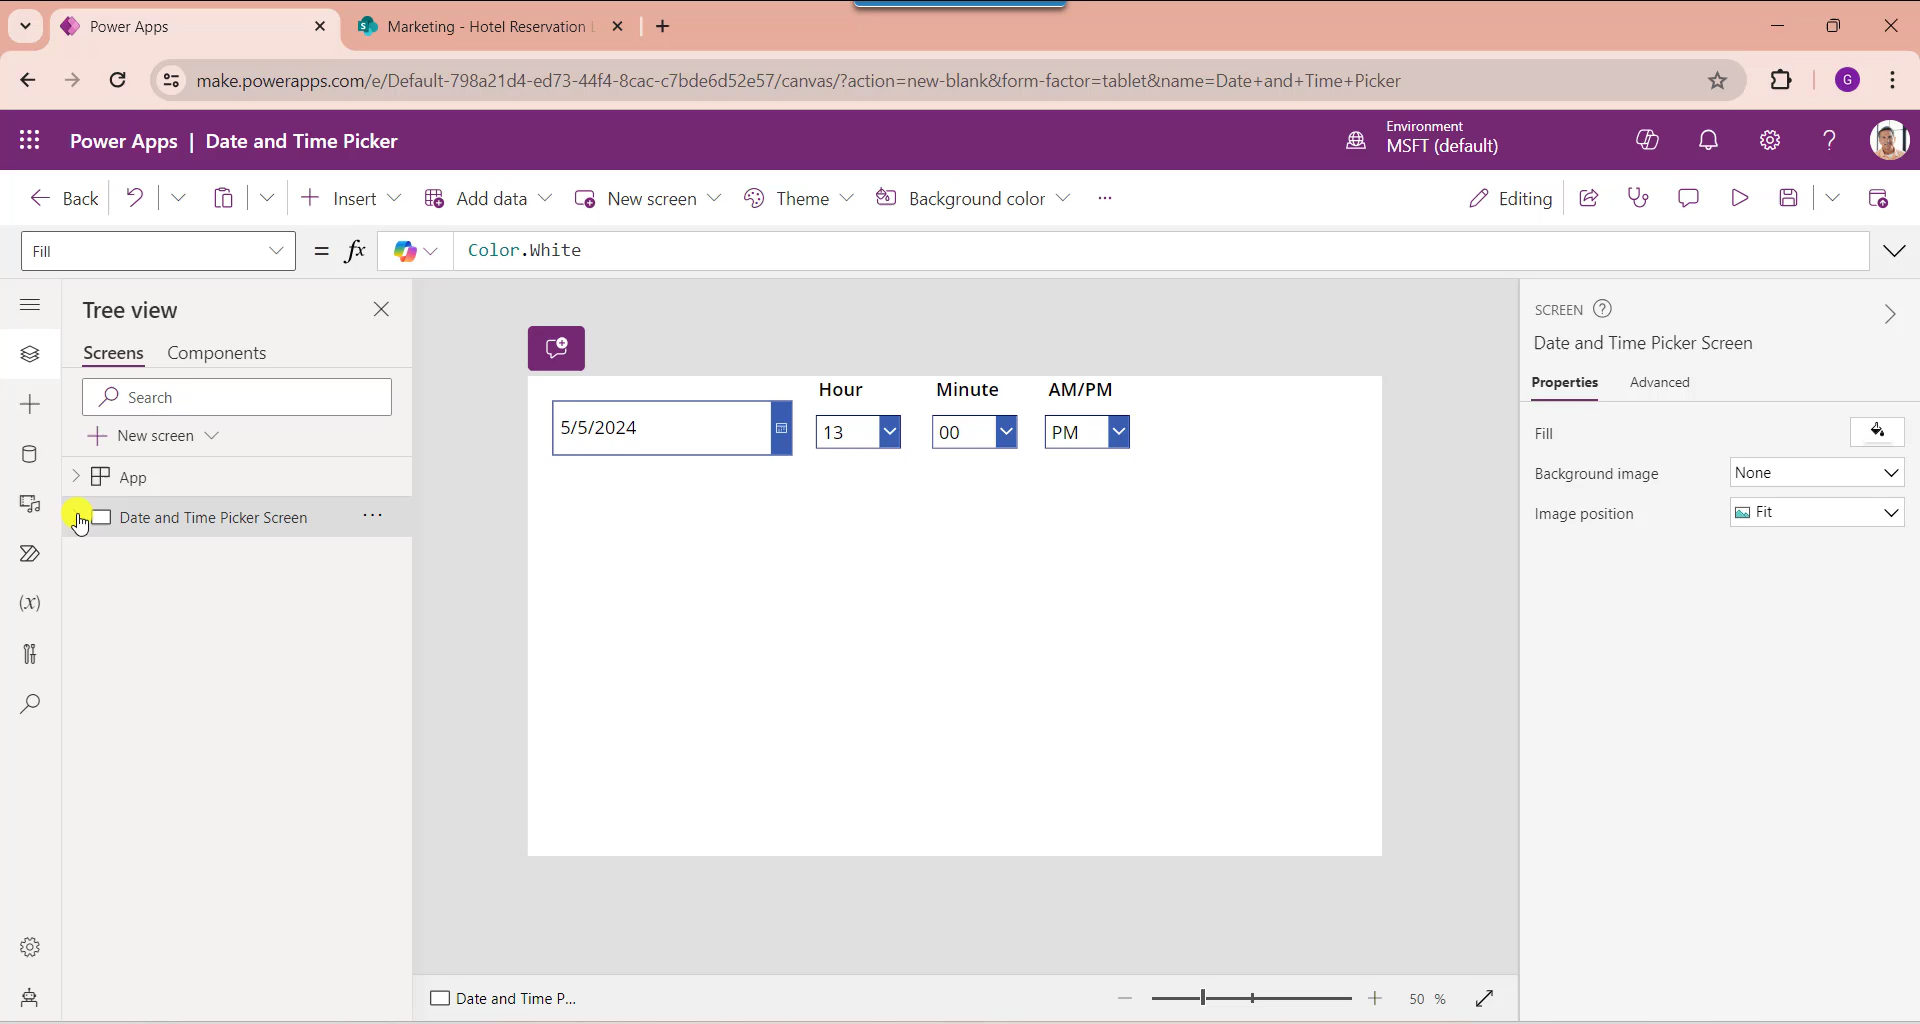 Power Apps
Marketing - Hotel Reservation
make.powerapps.com/e/Default-798a21d4-ed73-44f4-8cac-c7bde6d52e57/canvas/?action=new-blank&form-factor=tablet&name=Date+and+Time+Picker
G
Power Apps | Date and Time Picker
Environment
MSFT (default)
?
Back
Insert
Add data
New screen
Theme
Background color
...
Editing
Fill
= fx
Color.White
Tree view
Screens
Components
Search
New screen
App
Date and Time Picker Screen
...
(x)
Hour
Minute
AM/PM
5/5/2024
13
00
PM
Date and Time P...
50 %
SCREEN ?
Date and Time Picker Screen
Properties
Advanced
Fill
Background image
None
Image position
Fit